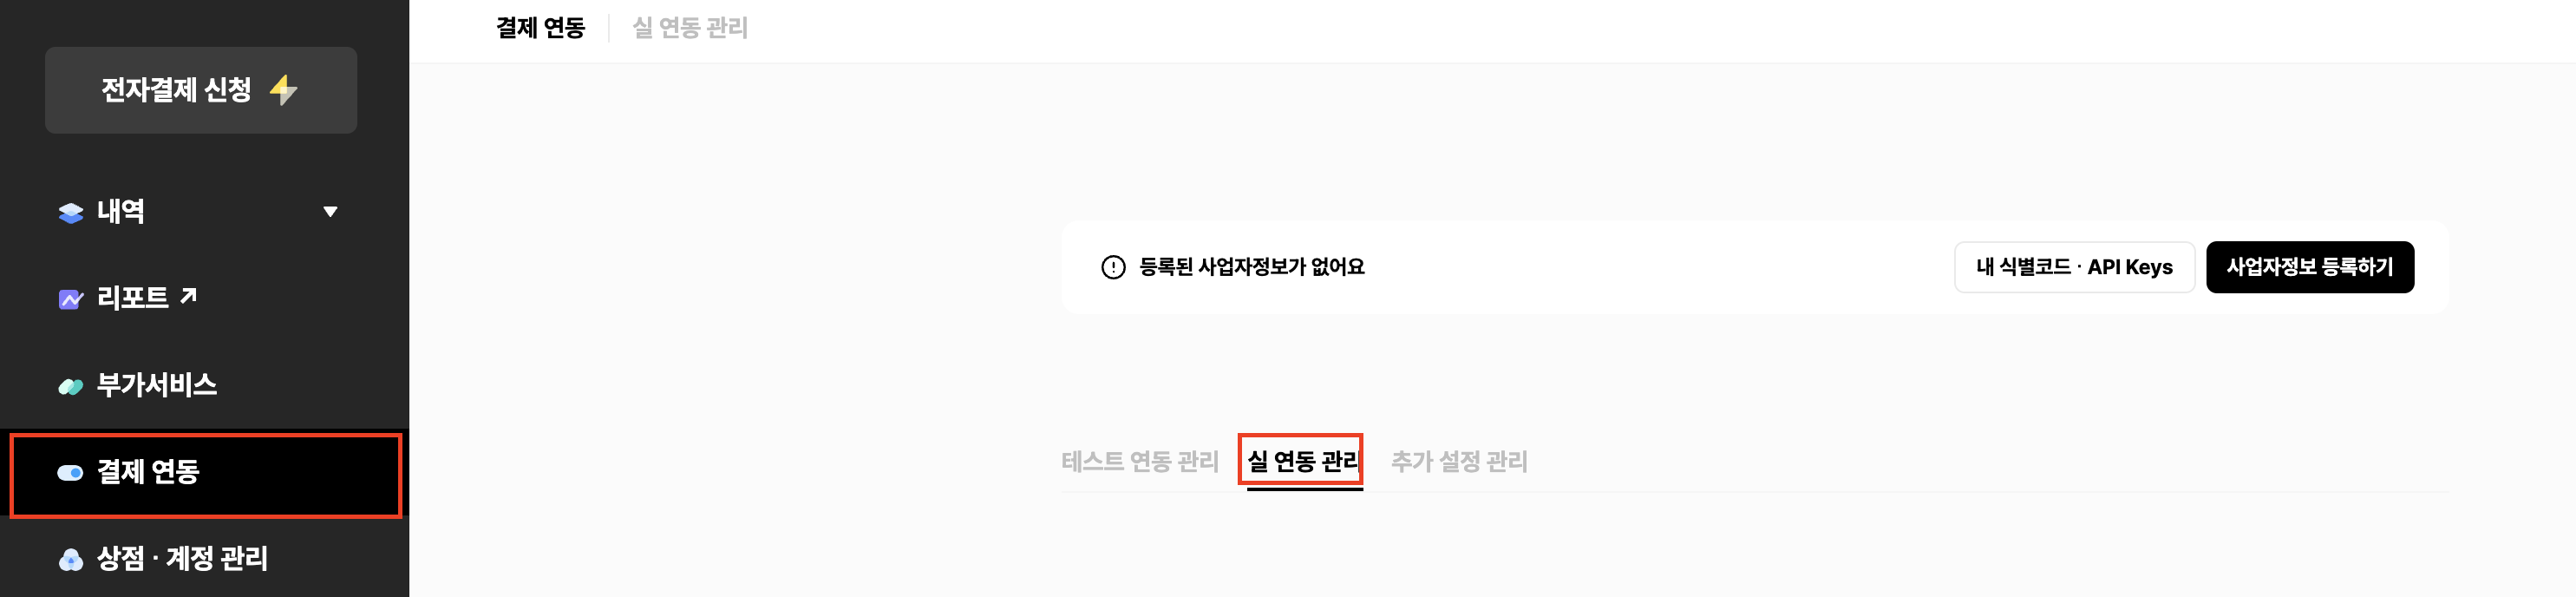 결제 연동
실 연동 관리
전자결제 신청
내역
리포트
부가서비스
결제 연동
상점 · 계정 관리
등록된 사업자정보가 없어요
내 식별코드 · API Keys
사업자정보 등록하기
테스트 연동 관리
실 연동 관리
추가 설정 관리